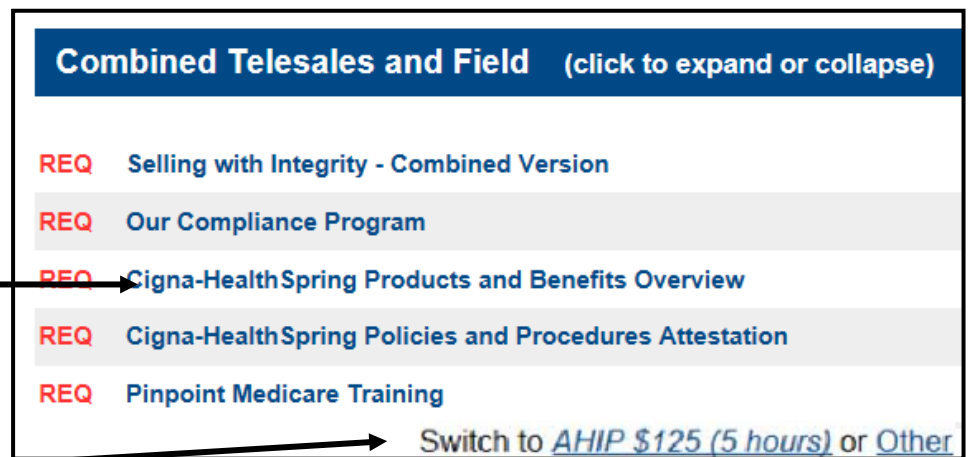 Combined Telesales and Field (click to expand or collapse)
REQ Selling with Integrity - Combined Version
REQ Our Compliance Program
REQ Cigna-HealthSpring Products and Benefits Overview
REQ Cigna-HealthSpring Policies and Procedures Attestation
REQ Pinpoint Medicare Training
Switch to AHIP $125 (5 hours) or Other